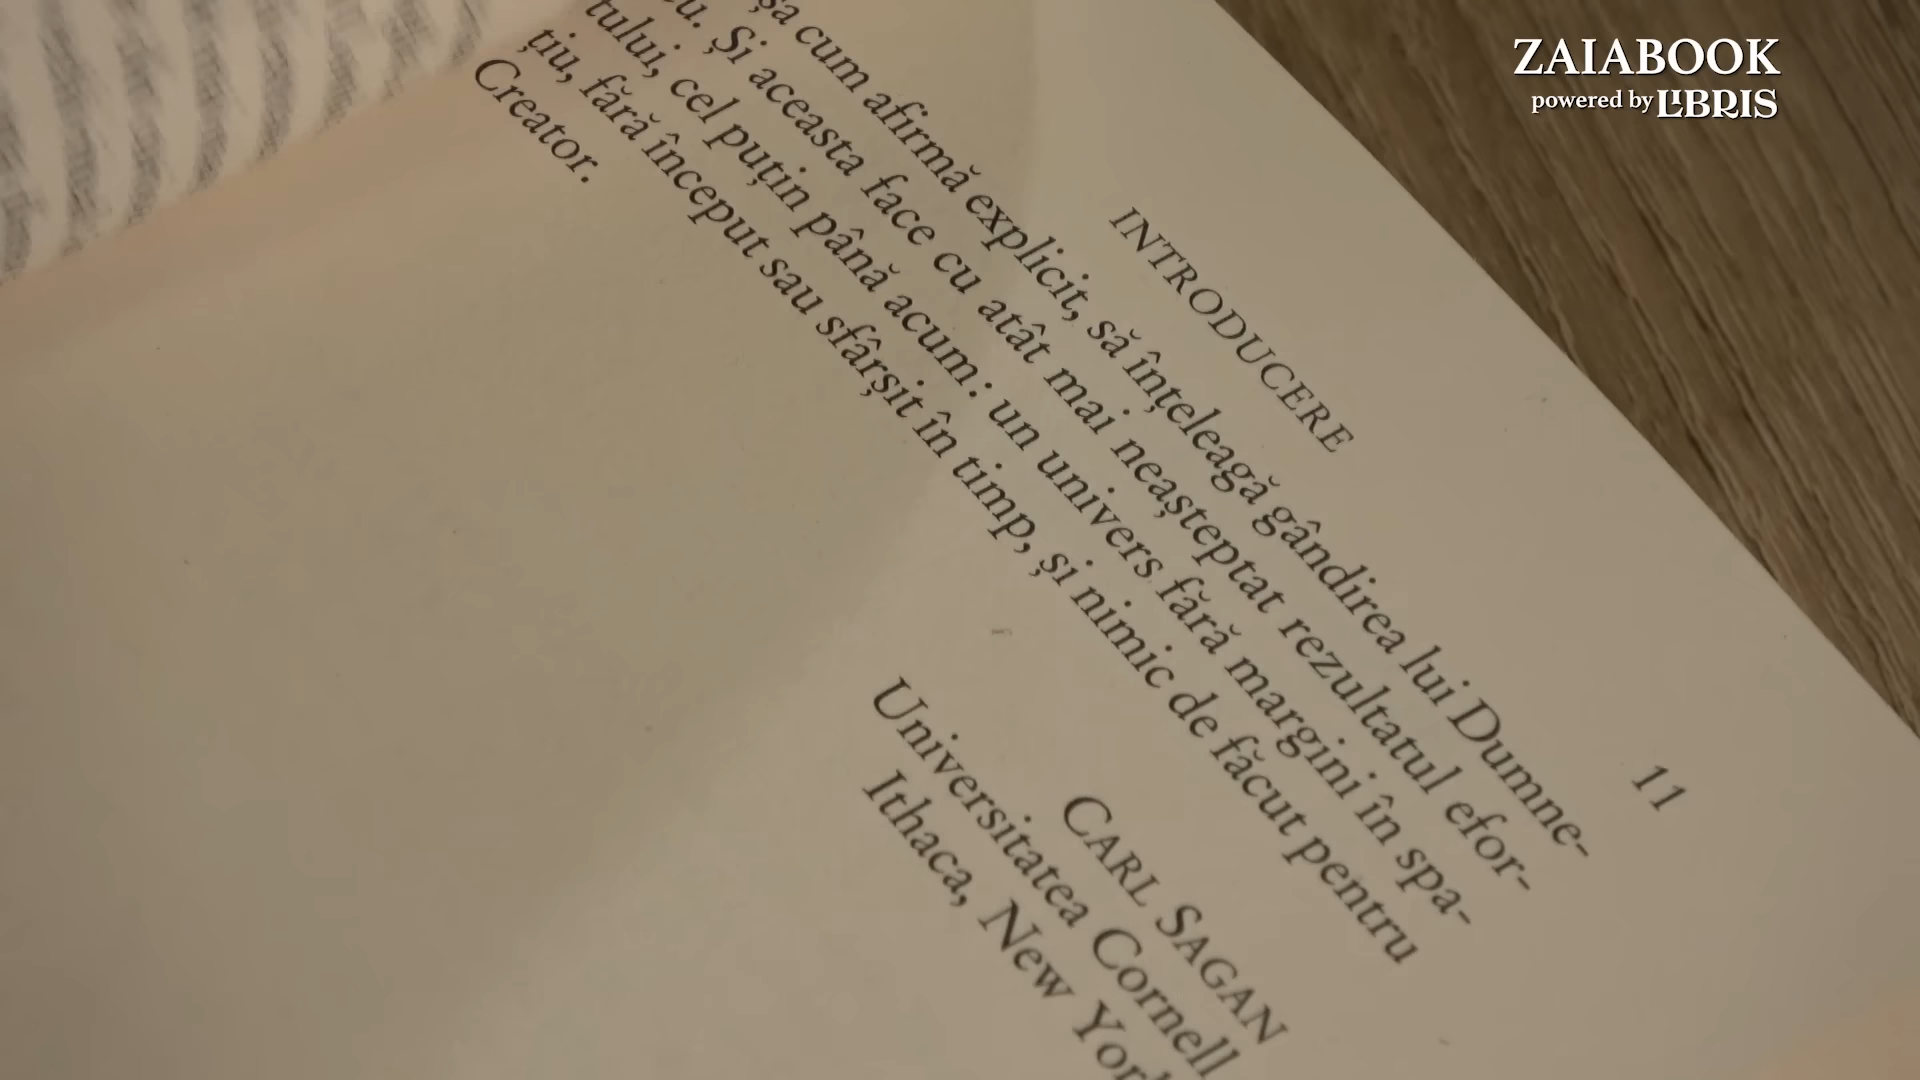 INTRODUCERE 11
șa cum afirmă explicit, să înțeleagă gândirea lui Dumne-
u. Și aceasta face cu atât mai neașteptat rezultatul efor-
tului, cel puțin până acum: un univers fără margini în spa-
țiu, fără început sau sfârșit în timp, și nimic de făcut pentru
Creator.
CARL SAGAN
Universitatea Cornell
Ithaca, New York
ZAIABOOK
powered by LIBRIS